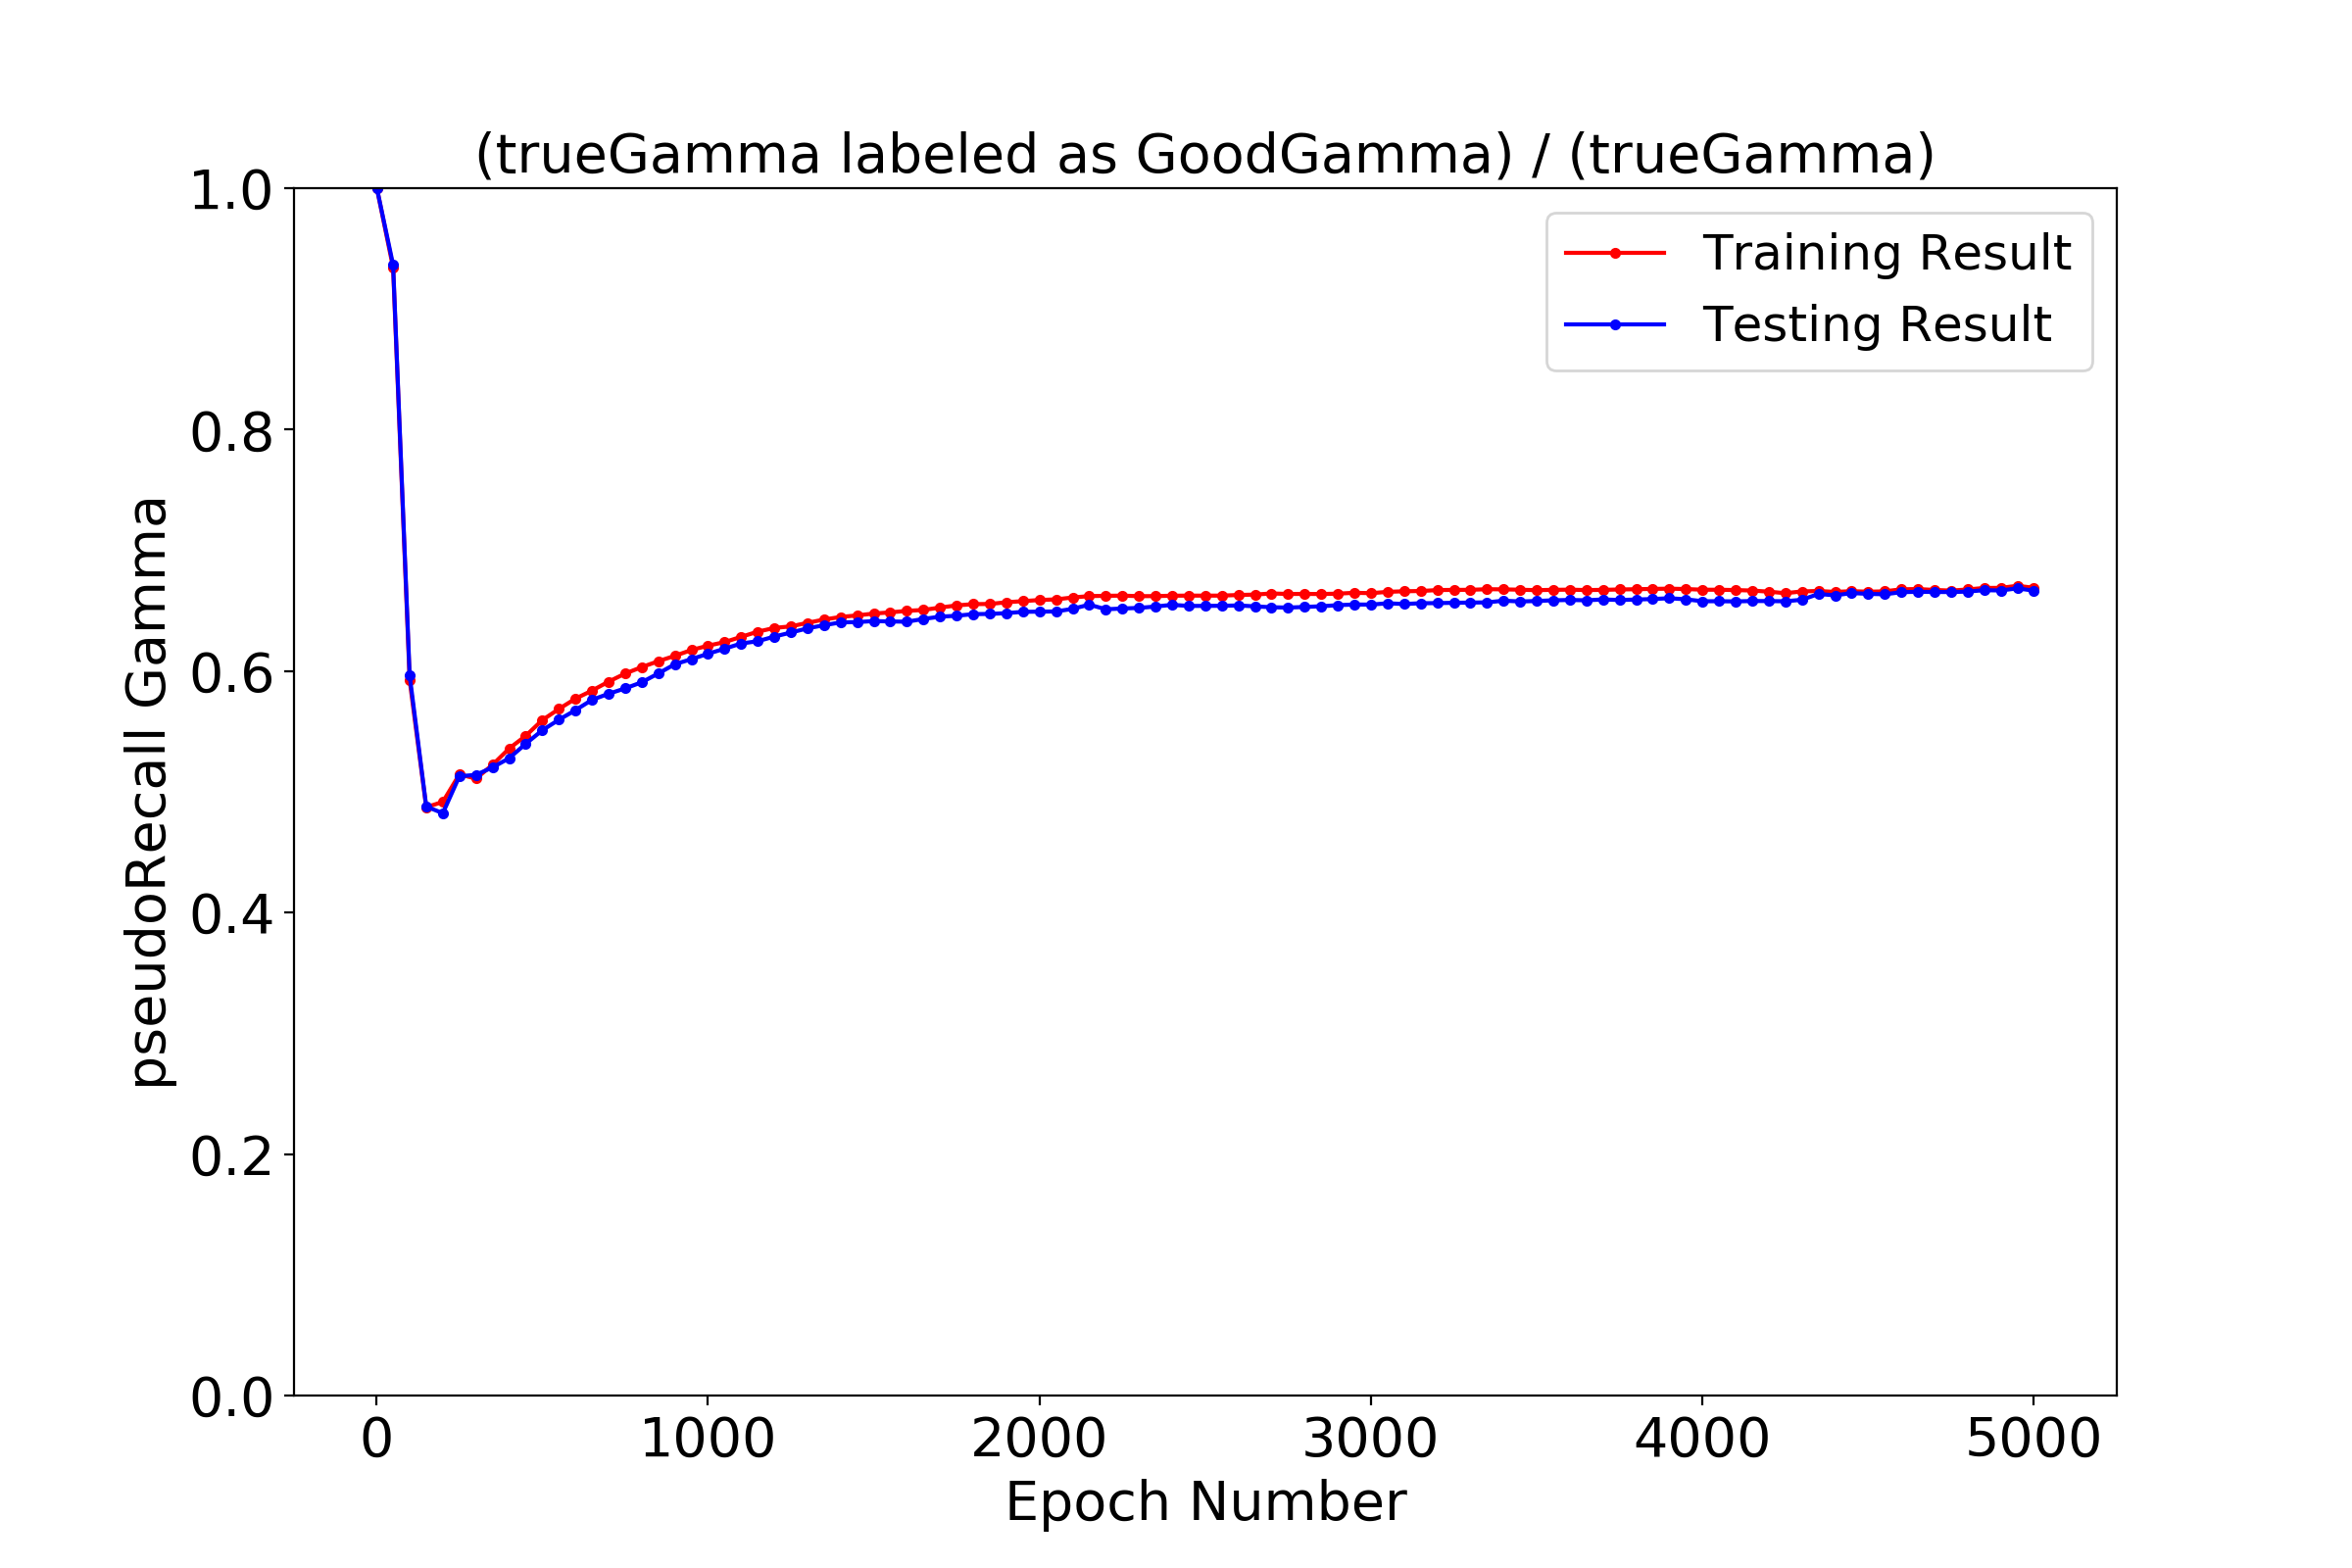 (trueGamma labeled as GoodGamma) / (trueGamma)
Training Result
Testing Result
pseudoRecall Gamma
1.0
0.8
0.6
0.4
0.2
0.0
0 1000 2000 3000 4000 5000
Epoch Number